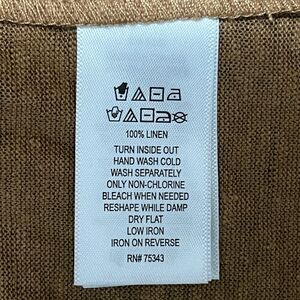 100% LINEN
TURN INSIDE OUT
HAND WASH COLD
WASH SEPARATELY
ONLY NON-CHLORINE
BLEACH WHEN NEEDED
RESHAPE WHILE DAMP
DRY FLAT
LOW IRON
IRON ON REVERSE
RN# 75343